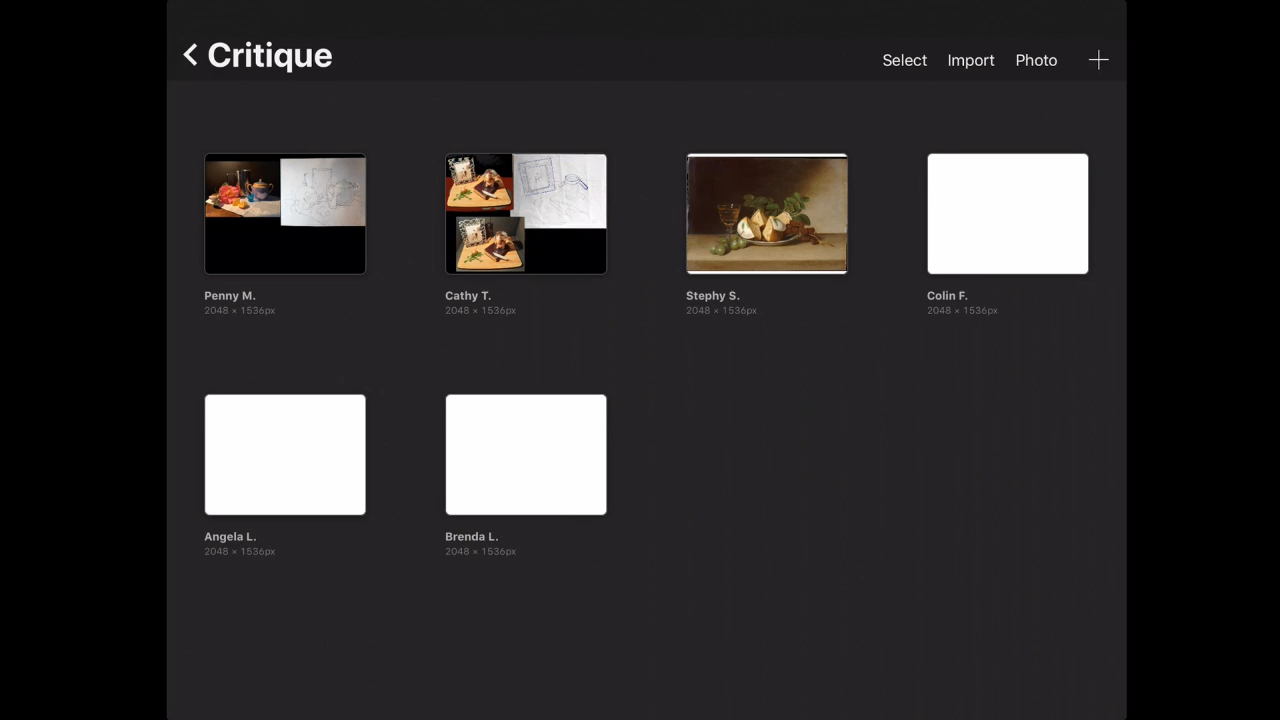 Critique
Select Import Photo
Penny M.
2048 × 1536px
Cathy T.
2048 × 1536px
Stephy S.
2048 × 1536px
Colin F.
2048 × 1536px
Angela L.
2048 × 1536px
Brenda L.
2048 × 1536px